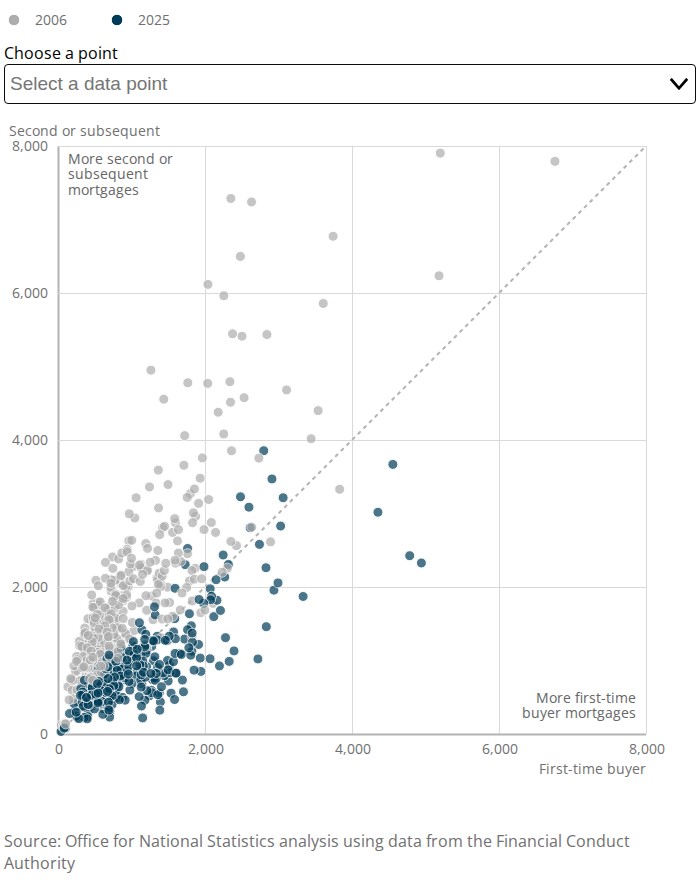 2006 2025
Choose a point
Select a data point
Second or subsequent
8,000
More second or
subsequent
mortgages
6,000
4,000
2,000
More first-time
buyer mortgages
0
0 2,000 4,000 6,000 8,000
First-time buyer
Source: Office for National Statistics analysis using data from the Financial Conduct
Authority